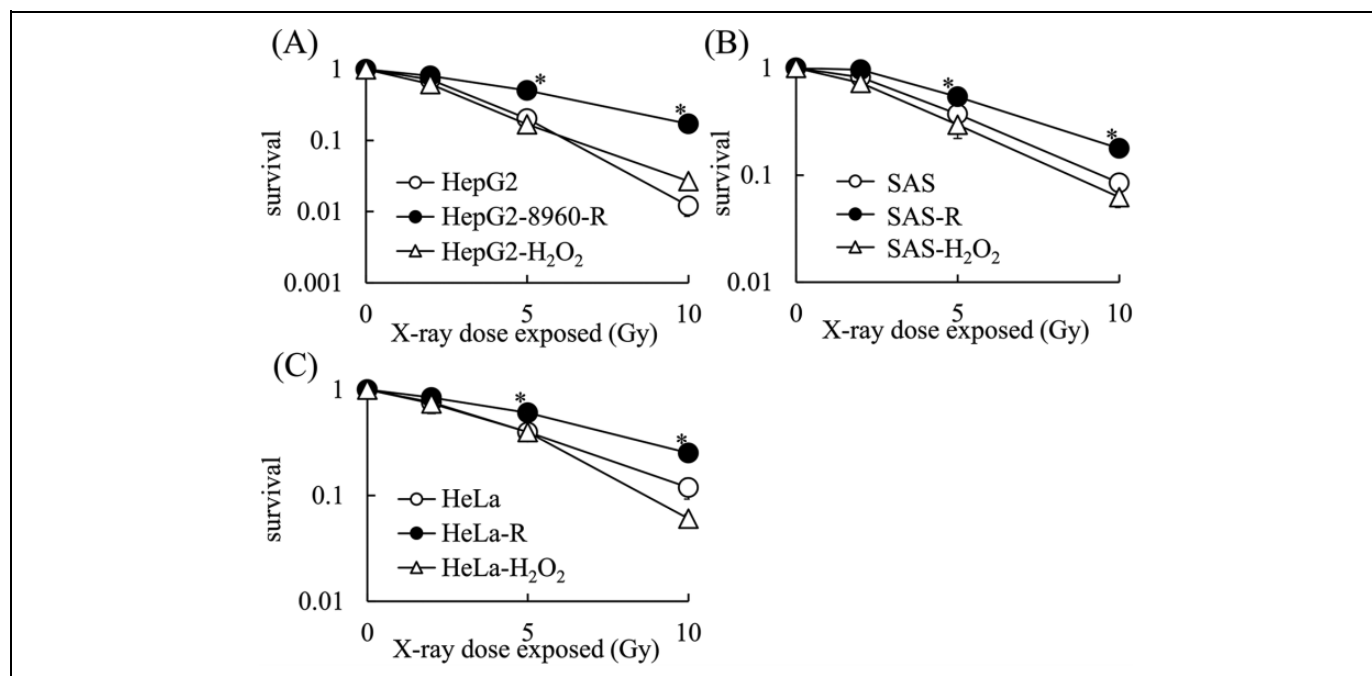 (A)
1
*
*
0.1
survival
HepG2
HepG2-8960-R
HepG2-H₂O₂
0.01
0.001
0
5
10
X-ray dose exposed (Gy)
(B)
1
*
*
survival
0.1
SAS
SAS-R
SAS-H₂O₂
0.01
0
5
10
X-ray dose exposed (Gy)
(C)
1
*
*
survival
0.1
HeLa
HeLa-R
HeLa-H₂O₂
0.01
0
5
10
X-ray dose exposed (Gy)